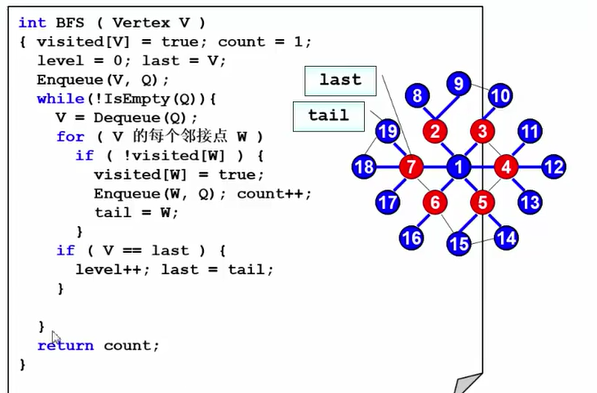 int BFS ( Vertex V )
{ visited[V] = true; count = 1;
level = 0; last = V;
Enqueue(V, Q);
while(!IsEmpty(Q)){
V = Dequeue(Q);
for ( V 的每个邻接点 W )
if ( !visited[W] ) {
visited[W] = true;
Enqueue(W, Q); count++;
tail = W;
}
if ( V == last ) {
level++; last = tail;
}
}
return count;
}
last
tail
9
8
10
19
2
3
11
18
7
1
4
12
17
6
5
13
16
15
14